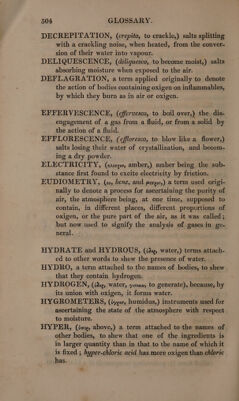 504 GLOSSARY.
DECREPITATION, (crepito, to crackle,) salts splitting
with a crackling noise, when heated, from the conver-
sion of their water into vapour.
DELIQUESCENCE, (deliquesco, to become moist,) salts
absorbing moisture when exposed to the air.
DEFLAGRATION, a term applied originally to denote
the action of bodies containing oxigen on inflammables,
by which they burn as in air or oxigen.
EFFERVESCENCE, (effervesco, to boil over,) the dis-
engagement of a gas from a fluid, or from a solid by
the action of a fluid.
EFFLORESCENCE, (effloresco, to blow like a flower,)
salts losing their water of crystallization, and becom-
ing a dry powder.
ELECTRICITY, (amber,) amber being the sub-
stance first found to excite electricity by friction.
EUDIOMETRY, (ευ, bene, and) a term used origi-
nally to denote a process for ascertaining the purity of
air, the atmosphere being, at one time, supposed to
contain, in different places, different proportions of
oxigen, or the pure part of the air, as it was called;
but now used to signify the analysis of gases in ge-
neral.
HYDRATE and HYDROUS, (water,) terms attach-
ed to other words to shew the presence of water.
HYDRO, a term attached to the names of bodies, to shew
that they contain hydrogen.
HYDROGEN, (water, to generate), because, by
its union with oxigen, it forms water.
HYGROMETERS, (humidus,) instruments used for
ascertaining the state of the atmosphere with respect
to moisture.
HYPER, (above,) a term attached to the names of
other bodies, to shew that one of the ingredients is
in larger quantity than in that to the name of which it
is fixed; hyper-chloric acid has more oxigen than chloric
has.